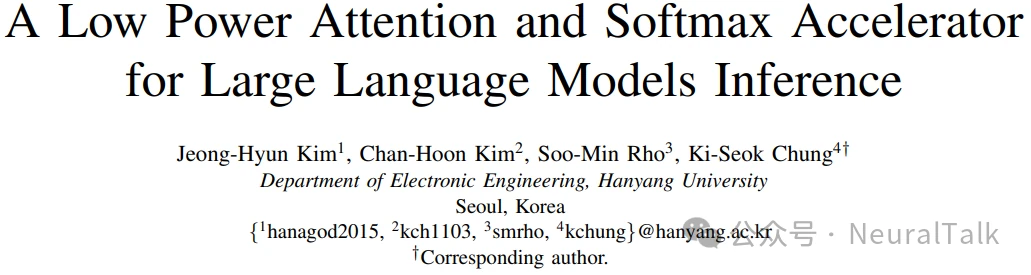 A Low Power Attention and Softmax Accelerator
for Large Language Models Inference
Jeong-Hyun Kim¹, Chan-Hoon Kim², Soo-Min Rho³, Ki-Seok Chung⁴†
Department of Electronic Engineering, Hanyang University
Seoul, Korea
{¹hanagod2015, ²kch1103, ³smrho, ⁴kchung}@hanyang.ac.kr
公众号 · NeuralTalk
†Corresponding author.